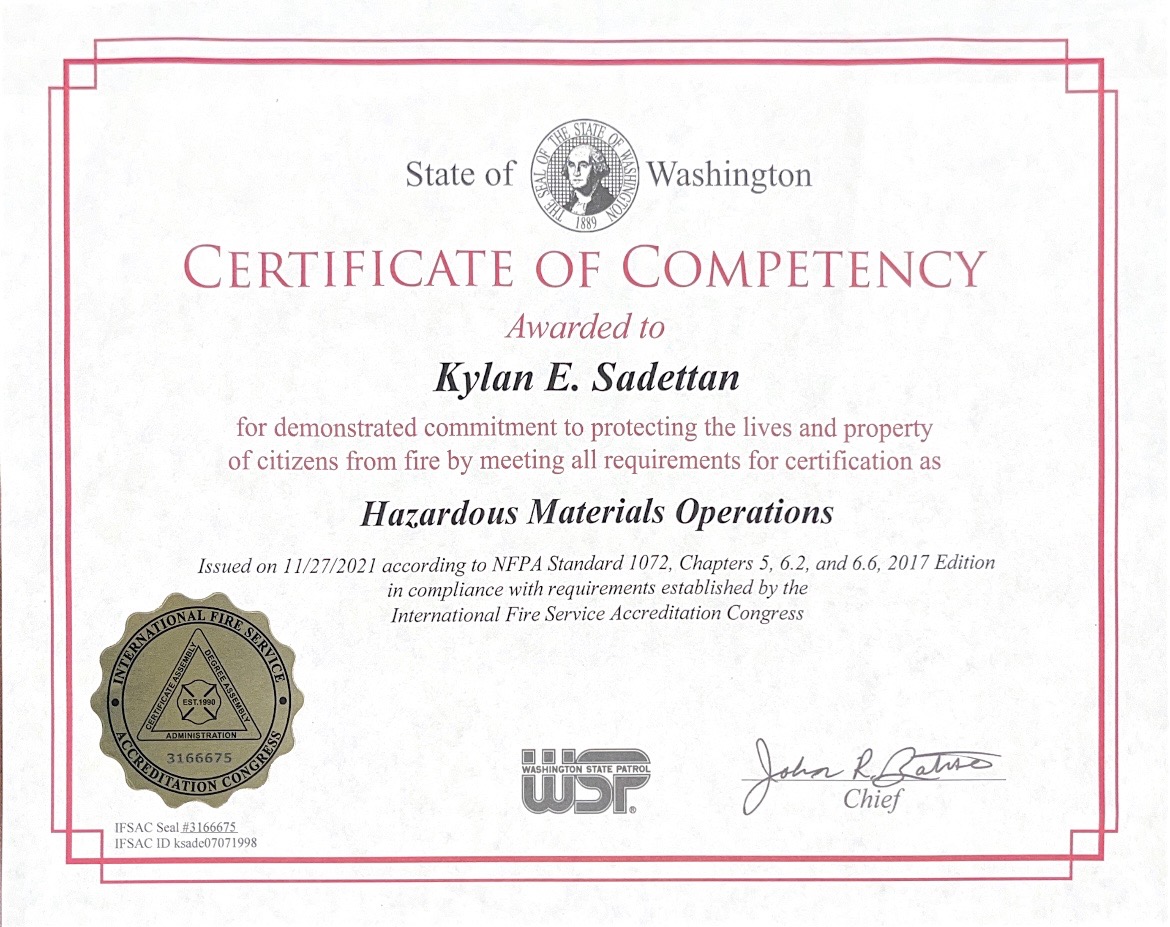 State of Washington
THE SEAL OF THE STATE OF WASHINGTON
1889
CERTIFICATE OF COMPETENCY
Awarded to
Kylan E. Sadettan
for demonstrated commitment to protecting the lives and property
of citizens from fire by meeting all requirements for certification as
Hazardous Materials Operations
Issued on 11/27/2021 according to NFPA Standard 1072, Chapters 5, 6.2, and 6.6, 2017 Edition
in compliance with requirements established by the
International Fire Service Accreditation Congress
INTERNATIONAL FIRE SERVICE
CERTIFICATE ASSEMBLY
DEGREE ASSEMBLY
EST.1990
ADMINISTRATION
3166675
ACCREDITATION CONGRESS
WASHINGTON STATE PATROL
WSP®
John R. Batiste
Chief
IFSAC Seal #3166675
IFSAC ID ksade07071998